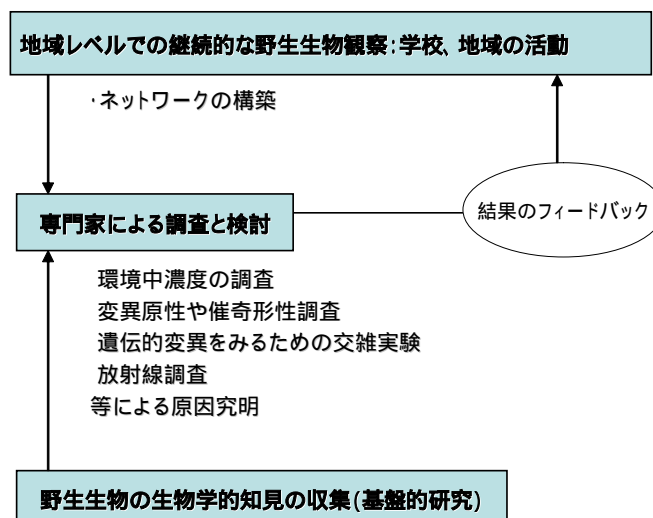 地域レベルでの継続的な野生生物観察:学校、地域の活動
・ネットワークの構築
専門家による調査と検討
結果のフィードバック
環境中濃度の調査
変異原性や催奇形性調査
遺伝的変異をみるための交雑実験
放射線調査
等による原因究明
野生生物の生物学的知見の収集(基盤的研究)